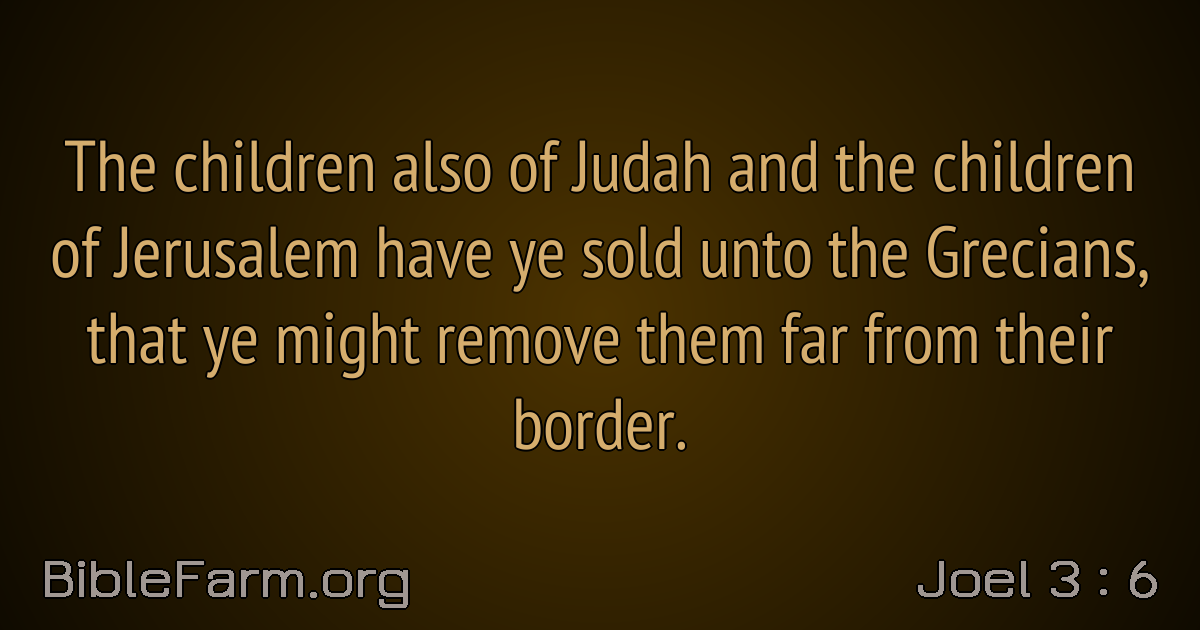 The children also of Judah and the children
of Jerusalem have ye sold unto the Grecians,
that ye might remove them far from their
border.
BibleFarm.org
Joel 3 : 6